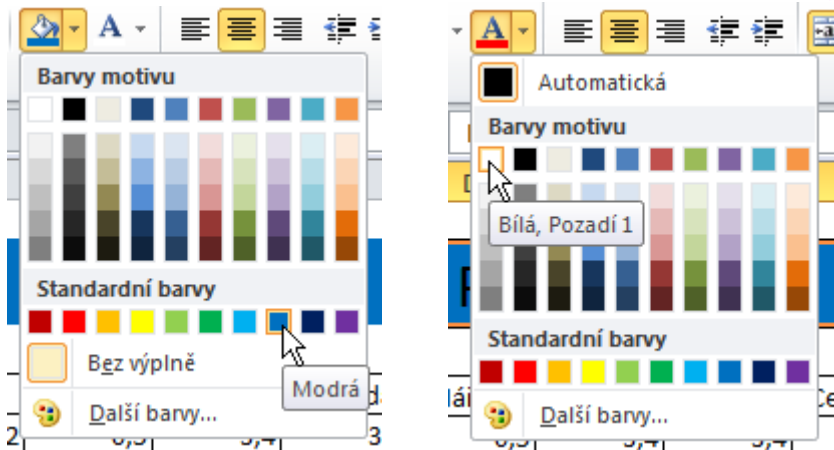 A
Barvy motivu
Standardní barvy
Bez výplně
Modrá
Další barvy...
A
Automatická
Barvy motivu
Bílá, Pozadí 1
Standardní barvy
Další barvy...